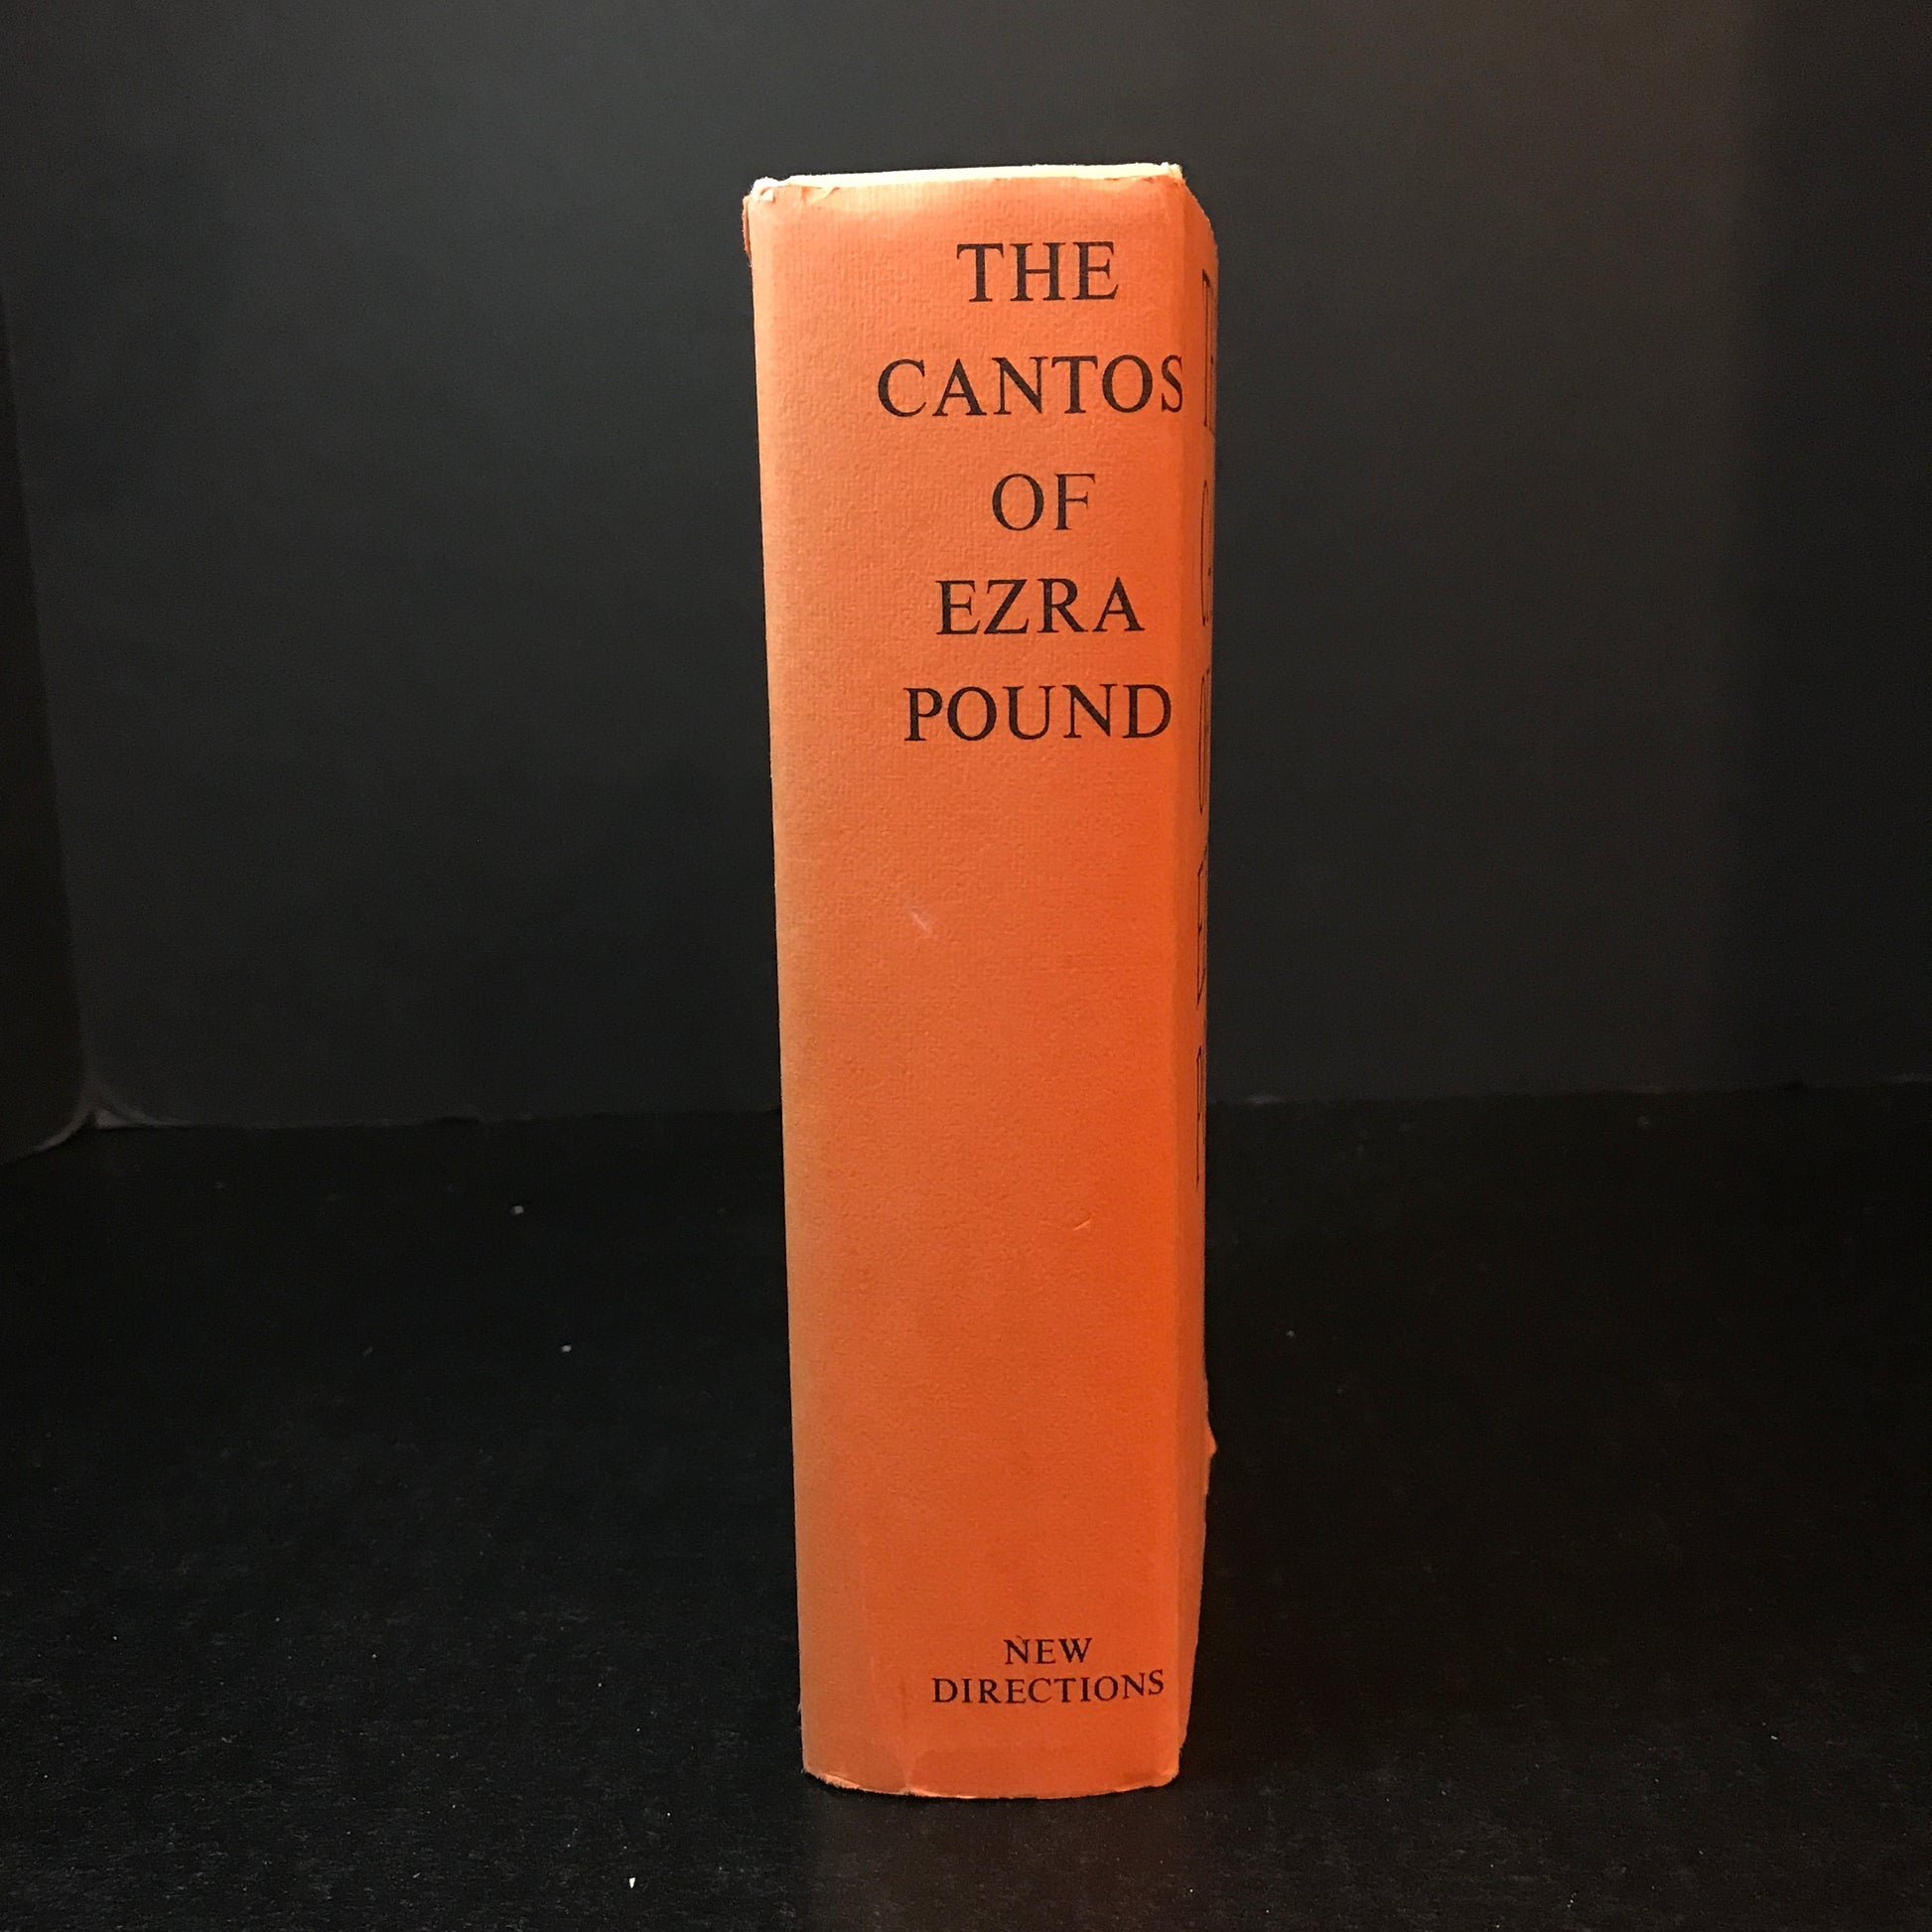 THE
CANTOS
OF
EZRA
POUND
NEW
DIRECTIONS